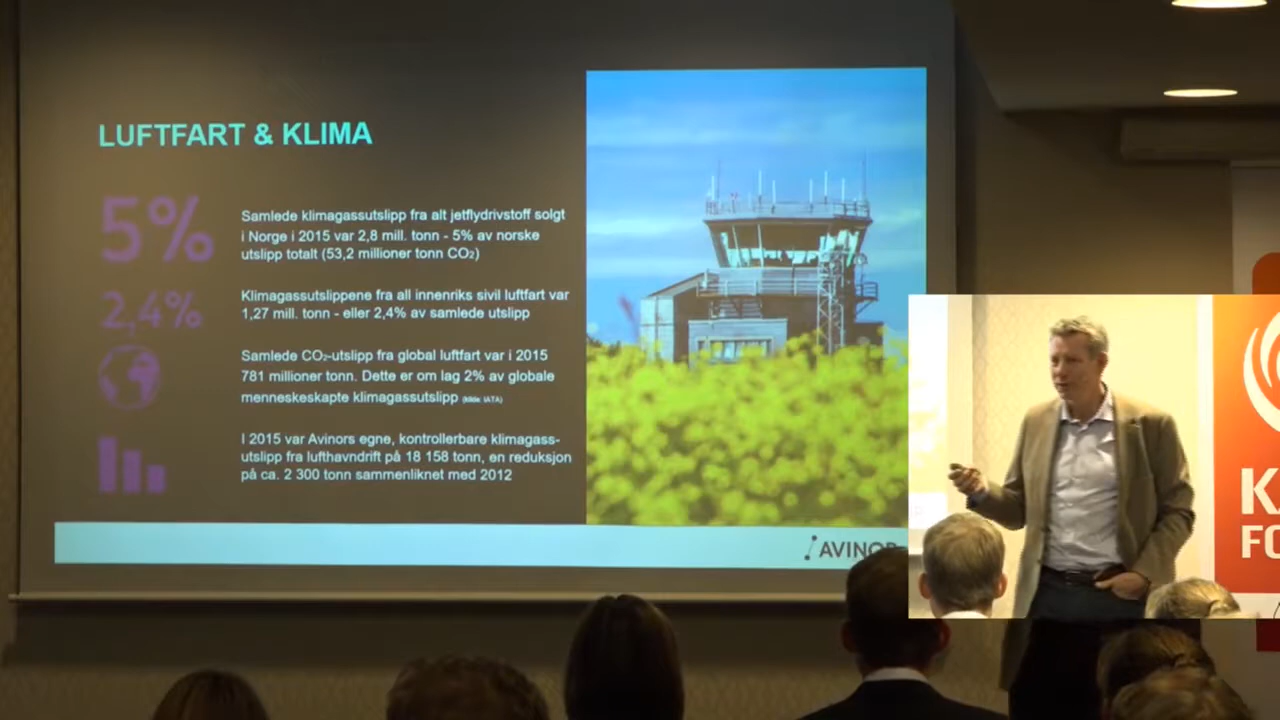 LUFTFART & KLIMA
5%
Samlede klimagassutslipp fra alt jetflydrivstoff solgt
i Norge i 2015 var 2,8 mill. tonn - 5% av norske
utslipp totalt (53,2 millioner tonn CO₂)
2,4%
Klimagassutslippene fra all innenriks sivil luftfart var
1,27 mill. tonn - eller 2,4% av samlede utslipp
Samlede CO₂-utslipp fra global luftfart var i 2015
781 millioner tonn. Dette er om lag 2% av globale
menneskeskapte klimagassutslipp (kilde: IATA)
I 2015 var Avinors egne, kontrollerbare klimagass-
utslipp fra lufthavndrift på 18 158 tonn, en reduksjon
på ca. 2 300 tonn sammenliknet med 2012
AVINOR
KA
FO